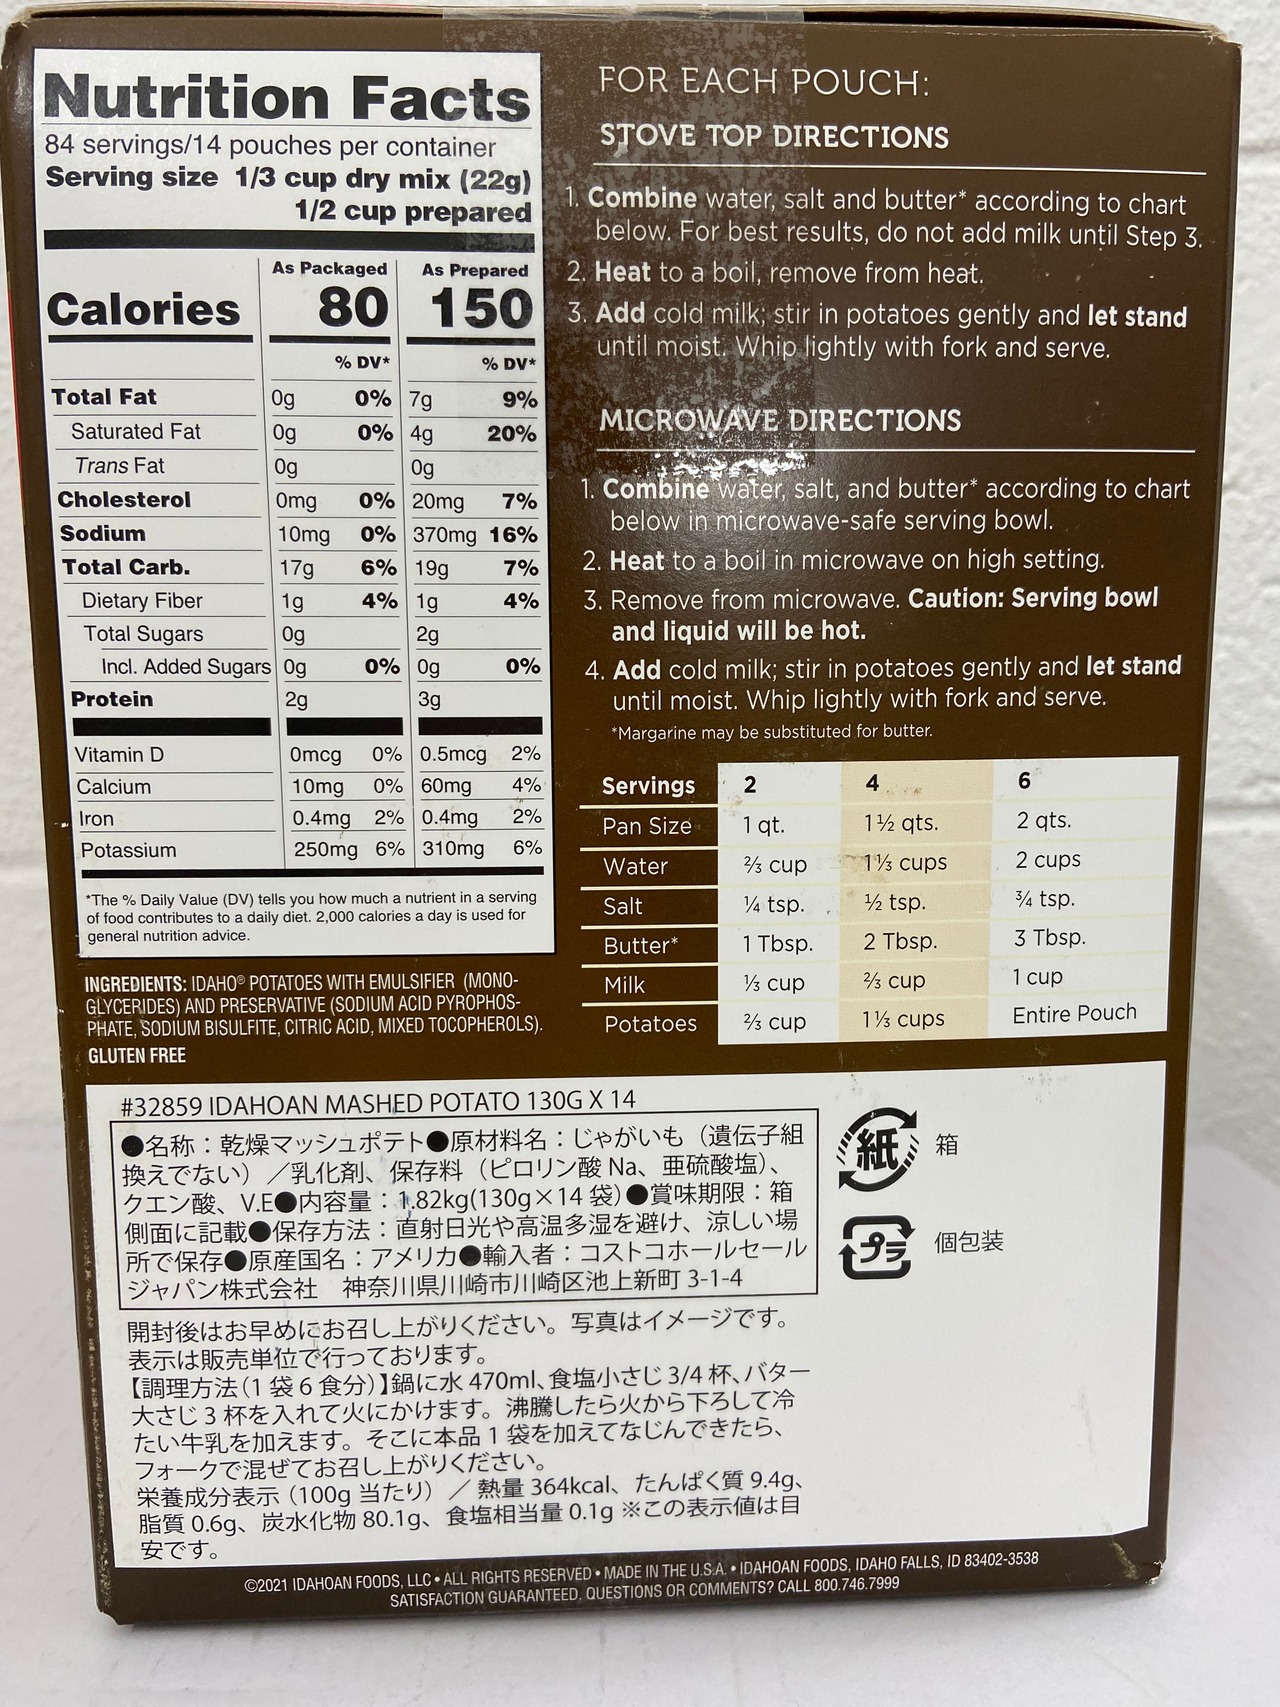 Nutrition Facts
84 servings/14 pouches per container
Serving size 1/3 cup dry mix (22g)
1/2 cup prepared
As Packaged As Prepared
Calories 80 150
% DV* % DV*
Total Fat 0g 0% 7g 9%
Saturated Fat 0g 0% 4g 20%
Trans Fat 0g 0g
Cholesterol 0mg 0% 20mg 7%
Sodium 10mg 0% 370mg 16%
Total Carb. 17g 6% 19g 7%
Dietary Fiber 1g 4% 1g 4%
Total Sugars 0g 2g
Incl. Added Sugars 0g 0% 0g 0%
Protein 2g 3g
Vitamin D 0mcg 0% 0.5mcg 2%
Calcium 10mg 0% 60mg 4%
Iron 0.4mg 2% 0.4mg 2%
Potassium 250mg 6% 310mg 6%
*The % Daily Value (DV) tells you how much a nutrient in a serving
of food contributes to a daily diet. 2,000 calories a day is used for
general nutrition advice.
INGREDIENTS: IDAHO® POTATOES WITH EMULSIFIER (MONO-
GLYCERIDES) AND PRESERVATIVE (SODIUM ACID PYROPHOS-
PHATE, SODIUM BISULFITE, CITRIC ACID, MIXED TOCOPHEROLS).
GLUTEN FREE
FOR EACH POUCH:
STOVE TOP DIRECTIONS
1. Combine water, salt and butter* according to chart
below. For best results, do not add milk until Step 3.
2. Heat to a boil, remove from heat.
3. Add cold milk; stir in potatoes gently and let stand
until moist. Whip lightly with fork and serve.
MICROWAVE DIRECTIONS
1. Combine water, salt, and butter* according to chart
below in microwave-safe serving bowl.
2. Heat to a boil in microwave on high setting.
3. Remove from microwave. Caution: Serving bowl
and liquid will be hot.
4. Add cold milk; stir in potatoes gently and let stand
until moist. Whip lightly with fork and serve.
*Margarine may be substituted for butter.
Servings 2 4 6
Pan Size 1 qt. 1½ qts. 2 qts.
Water ⅔ cup 1⅓ cups 2 cups
Salt ¼ tsp. ½ tsp. ¾ tsp.
Butter* 1 Tbsp. 2 Tbsp. 3 Tbsp.
Milk ⅓ cup ⅔ cup 1 cup
Potatoes ⅔ cup 1⅓ cups Entire Pouch
#32859 IDAHOAN MASHED POTATO 130G X 14
●名称：乾燥マッシュポテト●原材料名：じゃがいも（遺伝子組
換えでない）／乳化剤、保存料（ピロリン酸 Na、亜硫酸塩）、
クエン酸、V.E●内容量：1.82kg(130g×14 袋)●賞味期限：箱
側面に記載●保存方法：直射日光や高温多湿を避け、涼しい場
所で保存●原産国名：アメリカ●輸入者：コストコホールセール
ジャパン株式会社 神奈川県川崎市川崎区池上新町 3-1-4
紙 箱
プラ 個包装
開封後はお早めにお召し上がりください。写真はイメージです。
表示は販売単位で行っております。
【調理方法（1 袋 6 食分）】鍋に水 470ml、食塩小さじ 3/4 杯、バター
大さじ 3 杯を入れて火にかけます。沸騰したら火から下ろして冷
たい牛乳を加えます。そこに本品 1 袋を加えてなじんできたら、
フォークで混ぜてお召し上がりください。
栄養成分表示（100g 当たり）／熱量 364kcal、たんぱく質 9.4g、
脂質 0.6g、炭水化物 80.1g、食塩相当量 0.1g ※この表示値は目
安です。
©2021 IDAHOAN FOODS, LLC • ALL RIGHTS RESERVED • MADE IN THE U.S.A. • IDAHOAN FOODS, IDAHO FALLS, ID 83402-3538
SATISFACTION GUARANTEED. QUESTIONS OR COMMENTS? CALL 800.746.7999